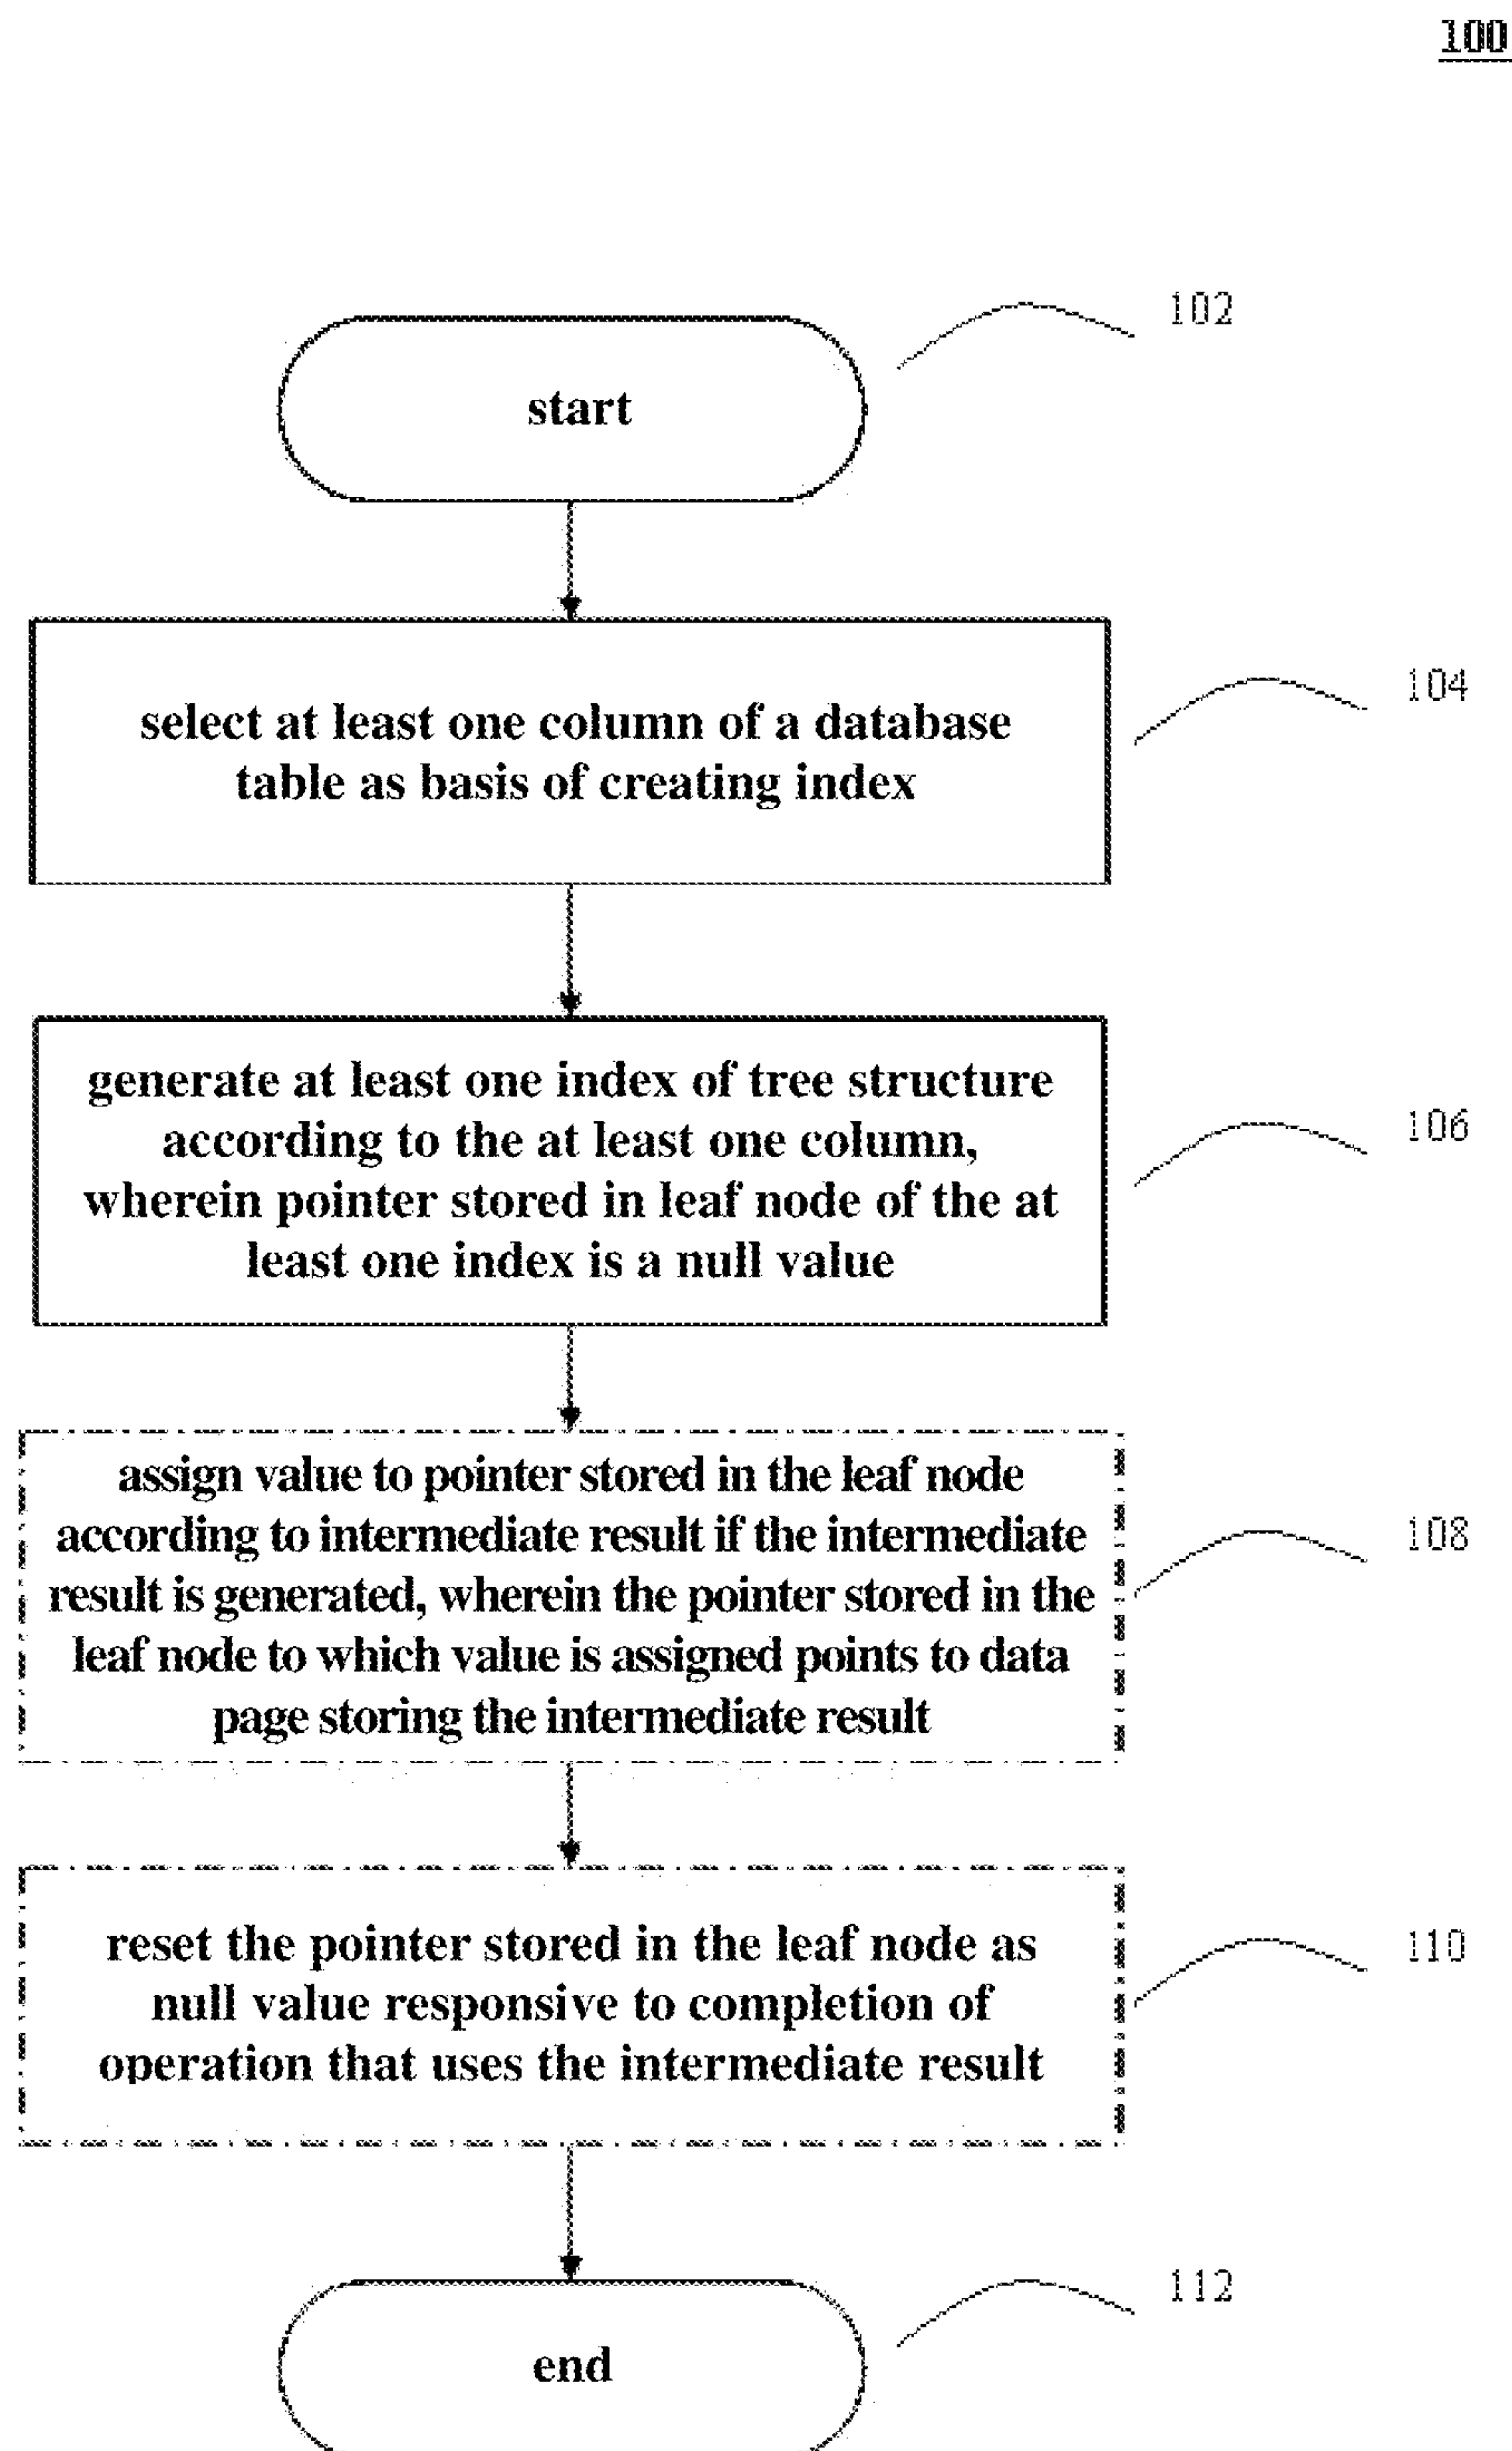 100
102
start
104
select at least one column of a database
table as basis of creating index
106
generate at least one index of tree structure
according to the at least one column,
wherein pointer stored in leaf node of the at
least one index is a null value
108
assign value to pointer stored in the leaf node
according to intermediate result if the intermediate
result is generated, wherein the pointer stored in the
leaf node to which value is assigned points to data
page storing the intermediate result
110
reset the pointer stored in the leaf node as
null value responsive to completion of
operation that uses the intermediate result
112
end